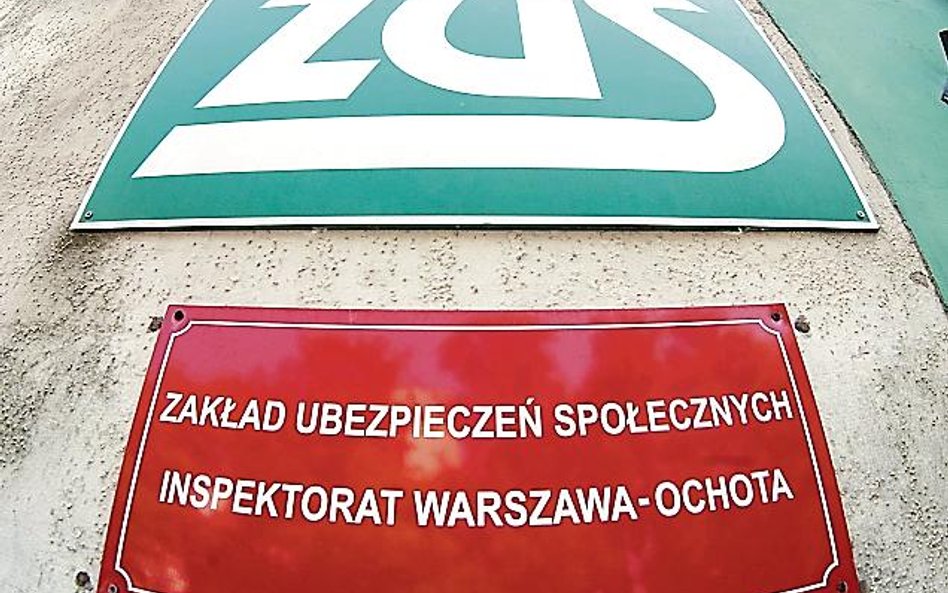 ZUS
ZAKŁAD UBEZPIECZEŃ SPOŁECZNYCH
INSPEKTORAT WARSZAWA-OCHOTA